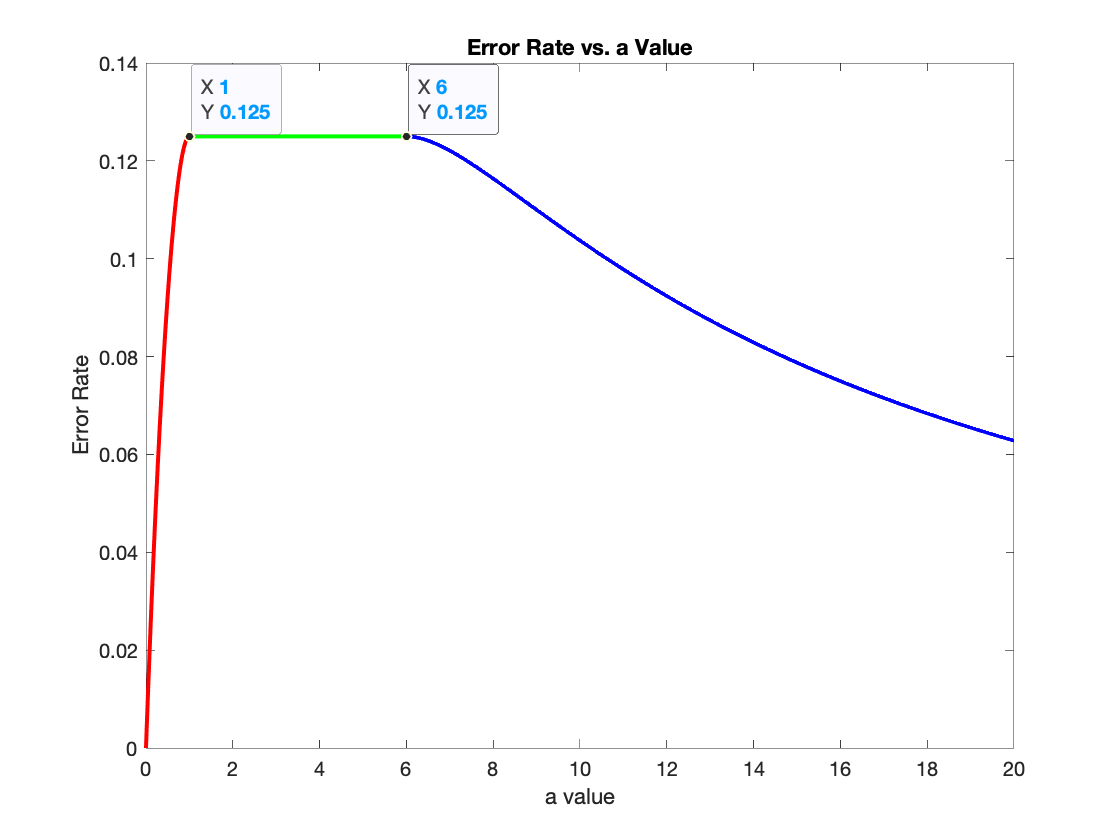 Error Rate vs. a Value
X 1
Y 0.125
X 6
Y 0.125
0.14
0.12
0.1
0.08
0.06
0.04
0.02
0
Error Rate
0 2 4 6 8 10 12 14 16 18 20
a value